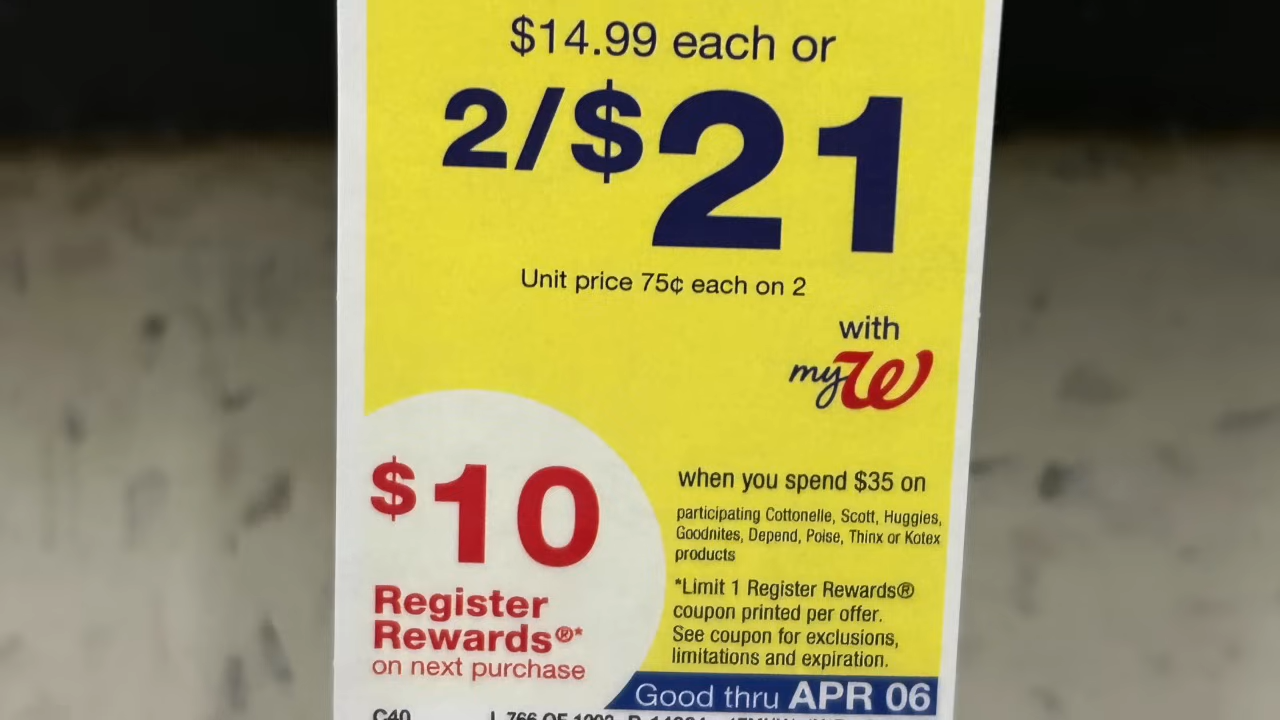 $14.99 each or
2/$21
Unit price 75¢ each on 2
with
myW
$10
Register
Rewards®*
on next purchase
when you spend $35 on
participating Cottonelle, Scott, Huggies,
Goodnites, Depend, Poise, Thinx or Kotex
products
*Limit 1 Register Rewards®
coupon printed per offer.
See coupon for exclusions,
limitations and expiration.
Good thru APR 06
C40